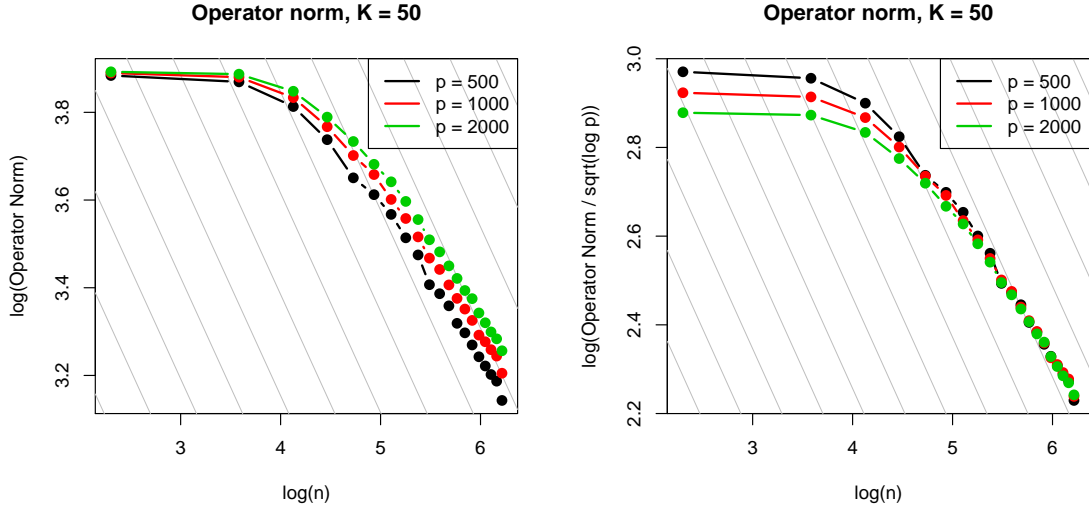 Operator norm, K = 50
p = 500
p = 1000
p = 2000
log(Operator Norm)
3.2
3.4
3.6
3.8
3
4
5
6
log(n)
Operator norm, K = 50
p = 500
p = 1000
p = 2000
log(Operator Norm / sqrt(log p))
2.2
2.4
2.6
2.8
3.0
3
4
5
6
log(n)